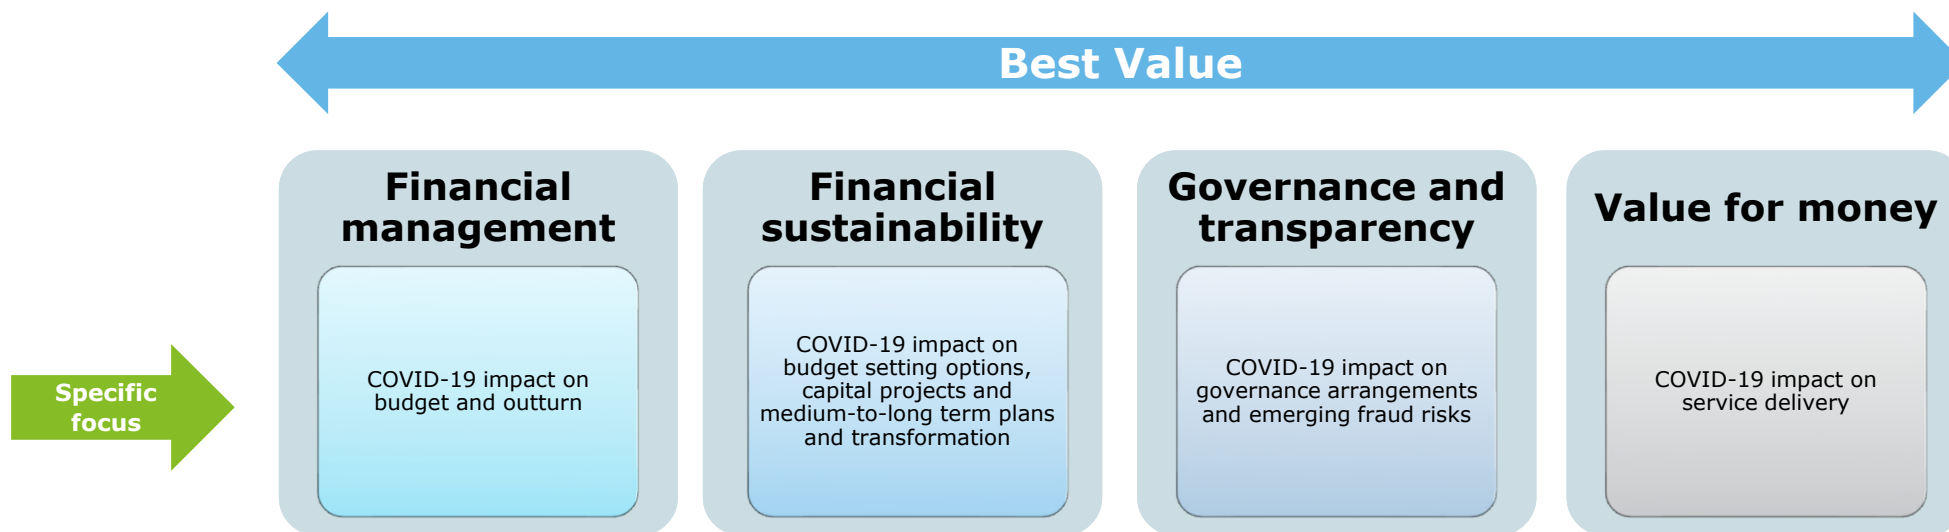 Best Value
Financial
management
Financial
sustainability
Governance and
transparency
Value for money
Specific
focus
COVID-19 impact on
budget and outturn
COVID-19 impact on
budget setting options,
capital projects and
medium-to-long term plans
and transformation
COVID-19 impact on
governance arrangements
and emerging fraud risks
COVID-19 impact on
service delivery